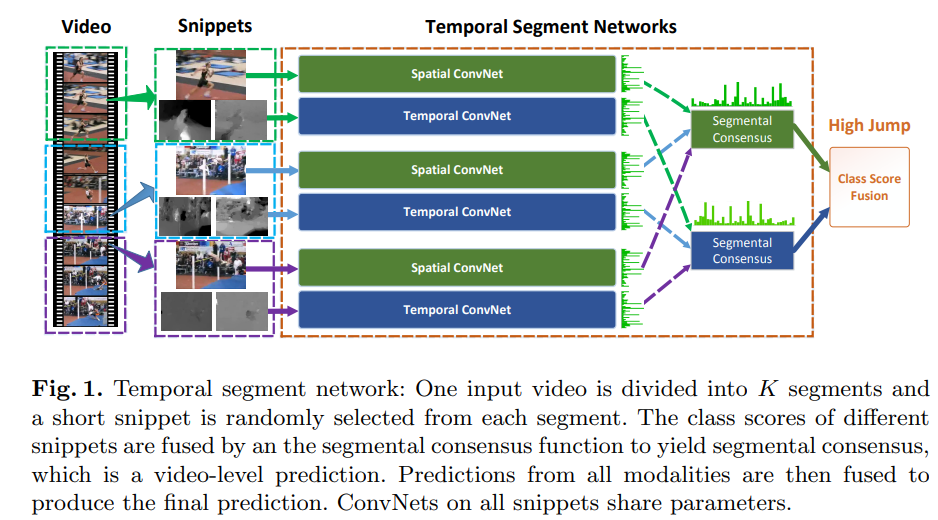 Video
Snippets
Temporal Segment Networks
Spatial ConvNet
Temporal ConvNet
Spatial ConvNet
Temporal ConvNet
Spatial ConvNet
Temporal ConvNet
Segmental
Consensus
Segmental
Consensus
High Jump
Class Score
Fusion
Fig. 1. Temporal segment network: One input video is divided into K segments and
a short snippet is randomly selected from each segment. The class scores of different
snippets are fused by an the segmental consensus function to yield segmental consensus,
which is a video-level prediction. Predictions from all modalities are then fused to
produce the final prediction. ConvNets on all snippets share parameters.